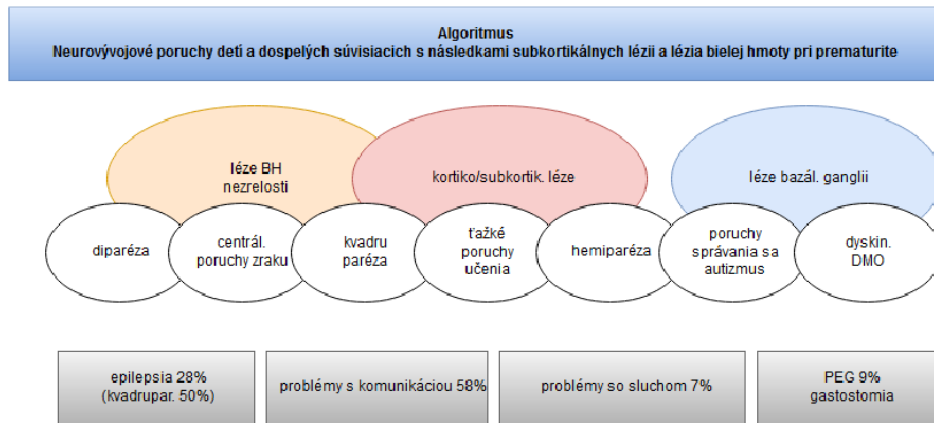 Algoritmus
Neurovývojové poruchy detí a dospelých súvisiacich s následkami subkortikálnych lézii a lézia bielej hmoty pri prematurite
léze BH
nezrelosti
kortiko/subkortik. léze
léze bazál. ganglii
diparéza
centrál.
poruchy zraku
kvadru
paréza
ťažké
poruchy
učenia
hemiparéza
poruchy
správania sa
autizmus
dyskin.
DMO
epilepsia 28%
(kvadrupar. 50%)
problémy s komunikáciou 58%
problémy so sluchom 7%
PEG 9%
gastostomia